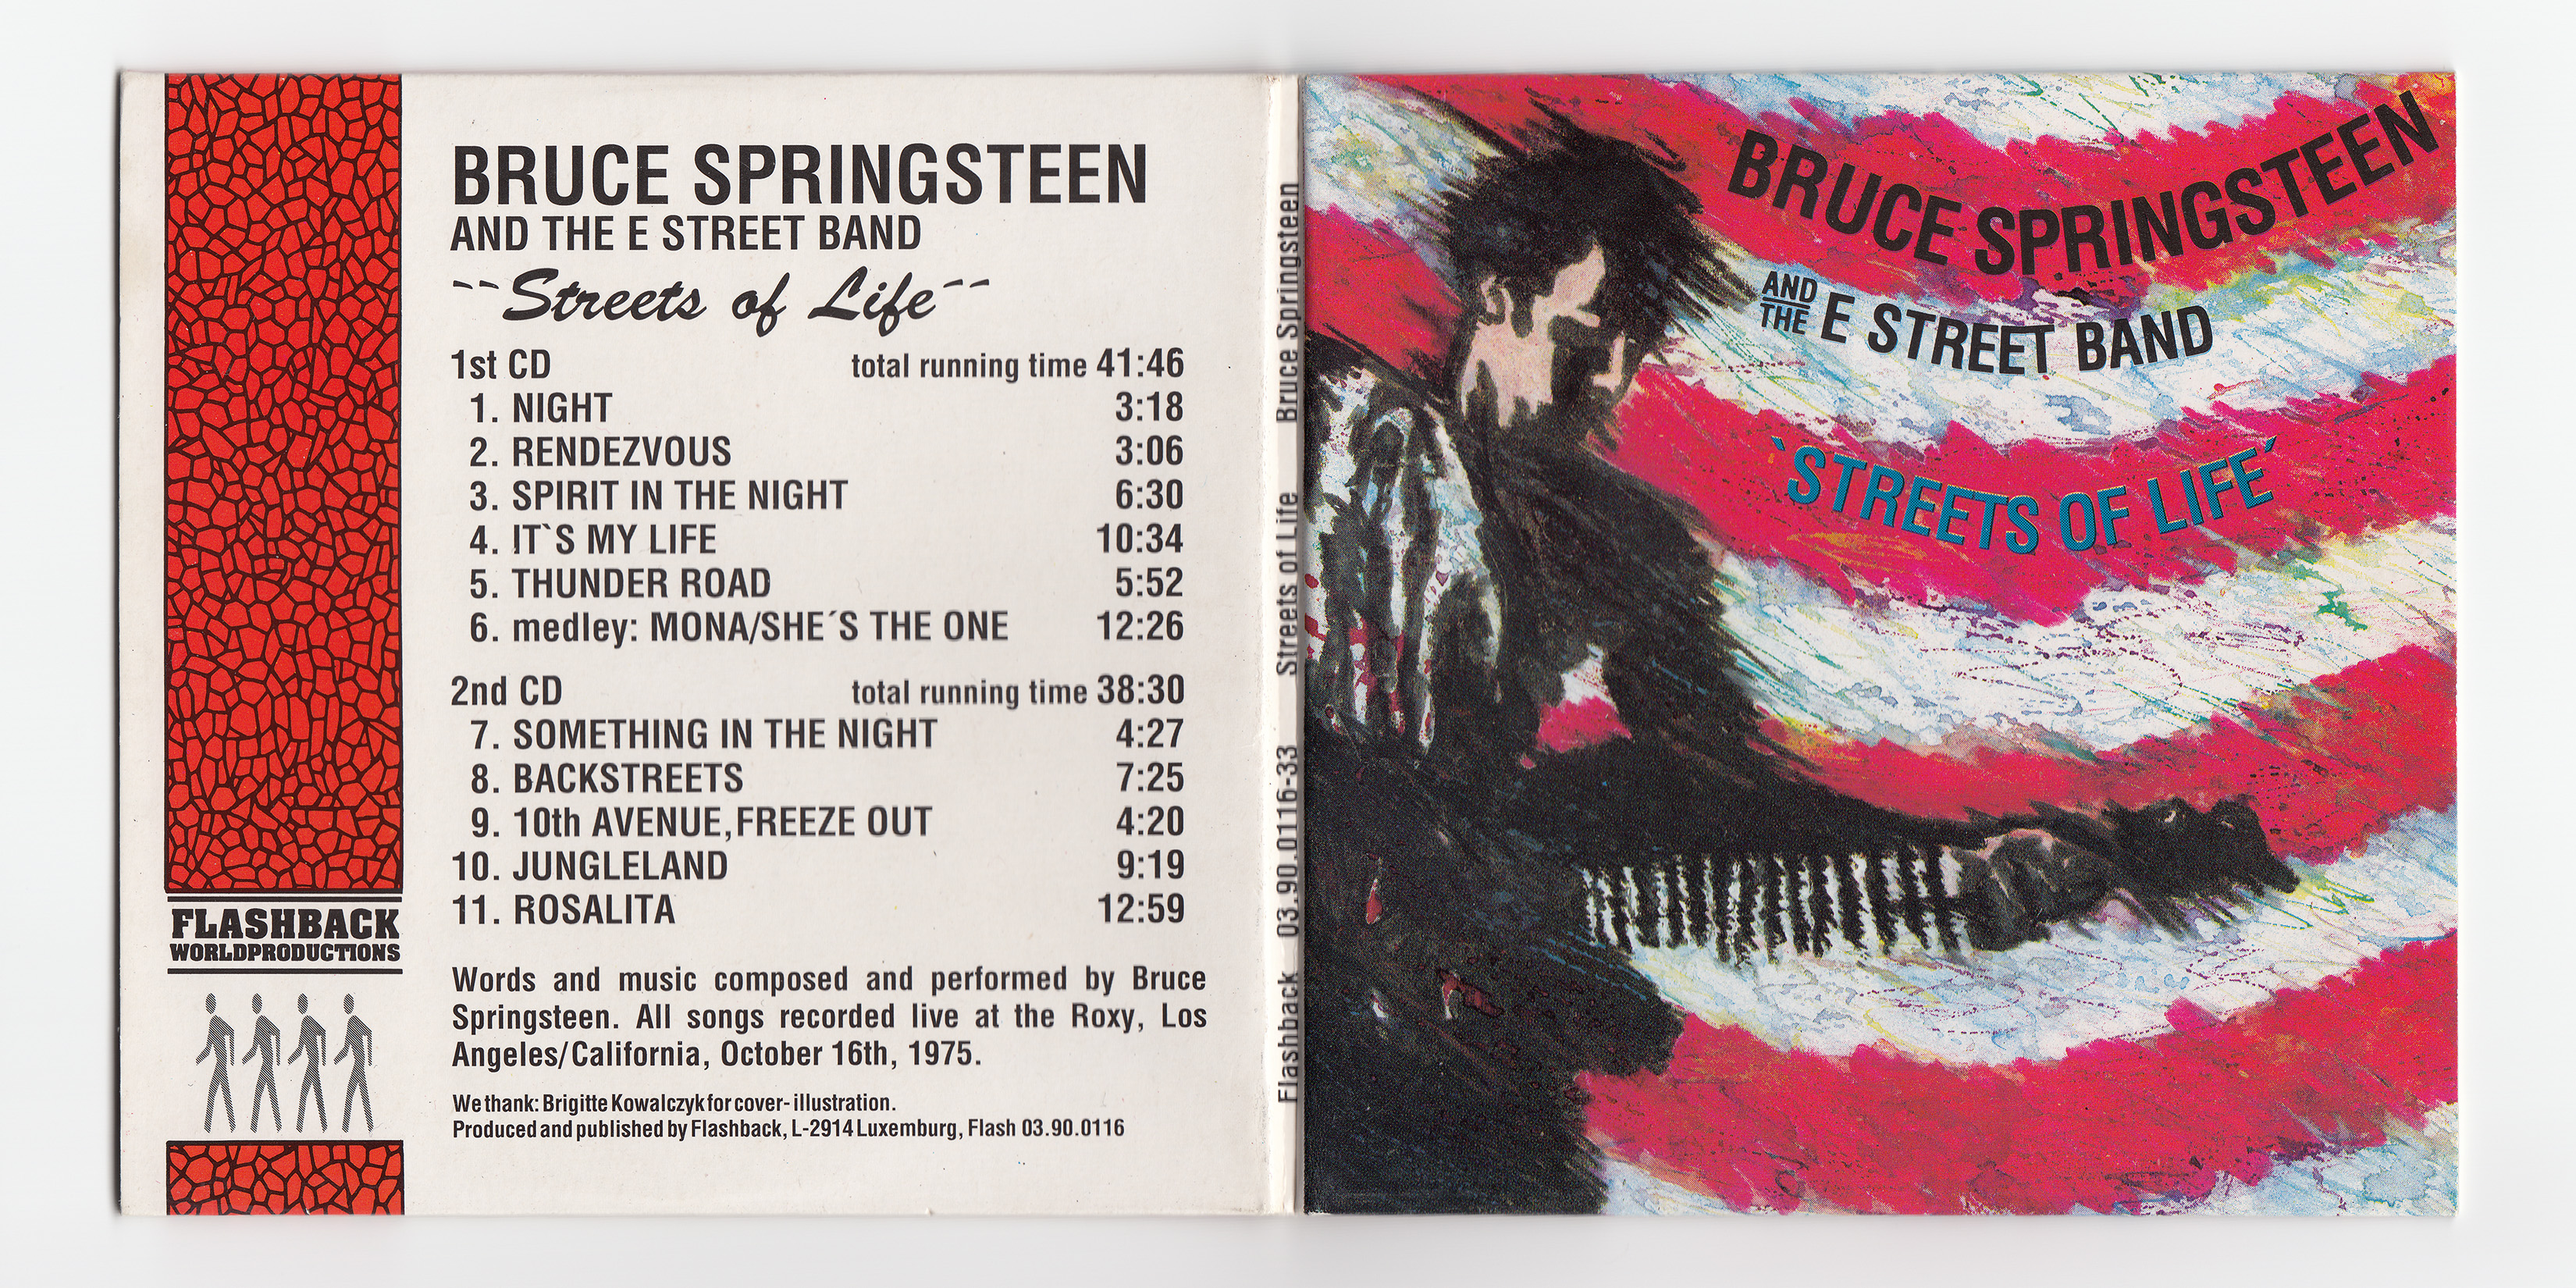 BRUCE SPRINGSTEEN
AND THE E STREET BAND
--Streets of Life--
1st CD total running time 41:46
1. NIGHT 3:18
2. RENDEZVOUS 3:06
3. SPIRIT IN THE NIGHT 6:30
4. IT`S MY LIFE 10:34
5. THUNDER ROAD 5:52
6. medley: MONA/SHE´S THE ONE 12:26
2nd CD total running time 38:30
7. SOMETHING IN THE NIGHT 4:27
8. BACKSTREETS 7:25
9. 10th AVENUE,FREEZE OUT 4:20
10. JUNGLELAND 9:19
11. ROSALITA 12:59
Words and music composed and performed by Bruce
Springsteen. All songs recorded live at the Roxy, Los
Angeles/California, October 16th, 1975.
We thank: Brigitte Kowalczyk for cover-illustration.
Produced and published by Flashback, L-2914 Luxemburg, Flash 03.90.0116
FLASHBACK
WORLDPRODUCTIONS
Flashback 03.90.0116-33 Streets of Life Bruce Springsteen
BRUCE SPRINGSTEEN
AND THE E STREET BAND
`STREETS OF LIFE´